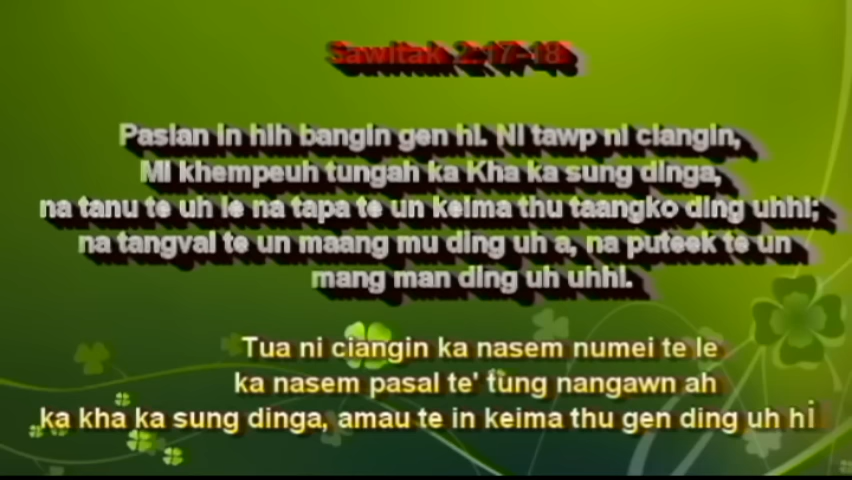 Sawltak 2:17-18
Pasian in hih bangin gen hi. Ni tawp ni ciangin,
Mi khempeuh tungah ka Kha ka sung dinga,
na tanu te uh le na tapa te un keima thu taangko ding uhhi;
na tangval te un maang mu ding uh a, na puteek te un
mang man ding uh uhhi.
Tua ni ciangin ka nasem numei te le
ka nasem pasal te' tung nangawn ah
ka kha ka sung dinga, amau te in keima thu gen ding uh hi